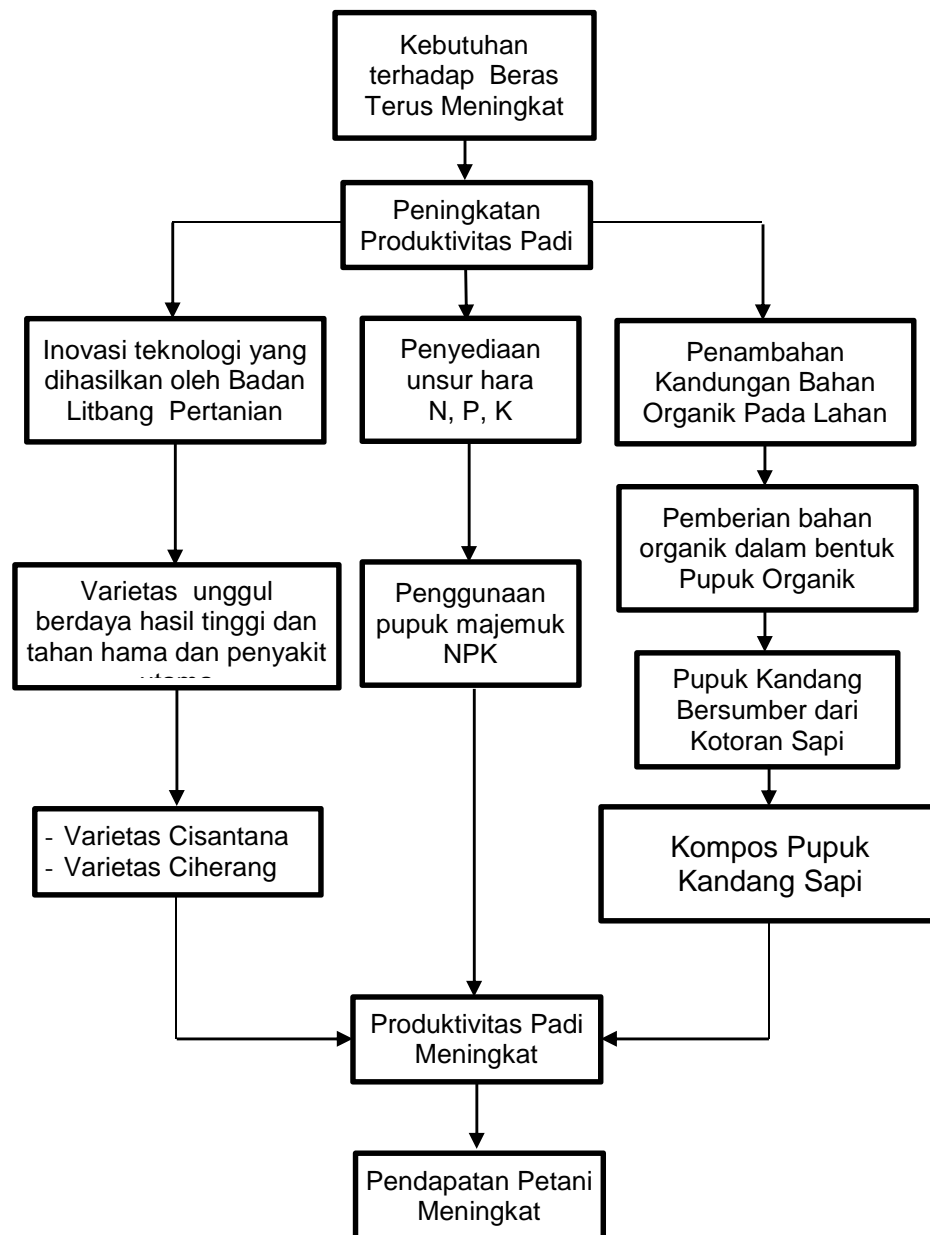 Kebutuhan
terhadap Beras
Terus Meningkat
Peningkatan
Produktivitas Padi
Inovasi teknologi yang
dihasilkan oleh Badan
Litbang Pertanian
Penyediaan
unsur hara
N, P, K
Penambahan
Kandungan Bahan
Organik Pada Lahan
Pemberian bahan
organik dalam bentuk
Pupuk Organik
Varietas unggul
berdaya hasil tinggi dan
tahan hama dan penyakit
Penggunaan
pupuk majemuk
NPK
Pupuk Kandang
Bersumber dari
Kotoran Sapi
- Varietas Cisantana
- Varietas Ciherang
Kompos Pupuk
Kandang Sapi
Produktivitas Padi
Meningkat
Pendapatan Petani
Meningkat